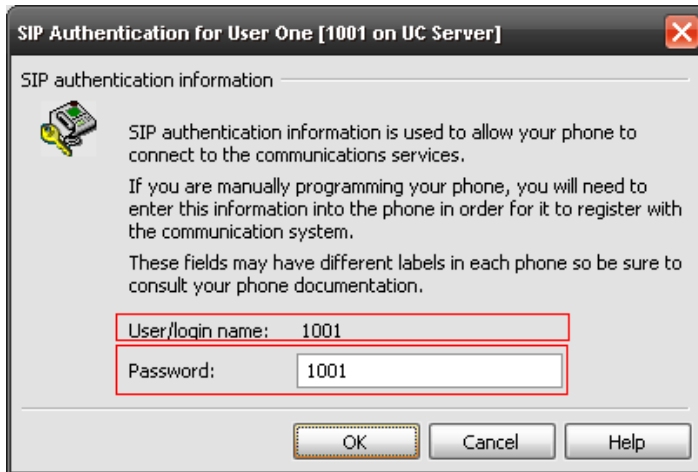 SIP Authentication for User One [1001 on UC Server]
SIP authentication information
SIP authentication information is used to allow your phone to
connect to the communications services.
If you are manually programming your phone, you will need to
enter this information into the phone in order for it to register with
the communication system.
These fields may have different labels in each phone so be sure to
consult your phone documentation.
User/login name: 1001
Password: 1001
OK Cancel Help